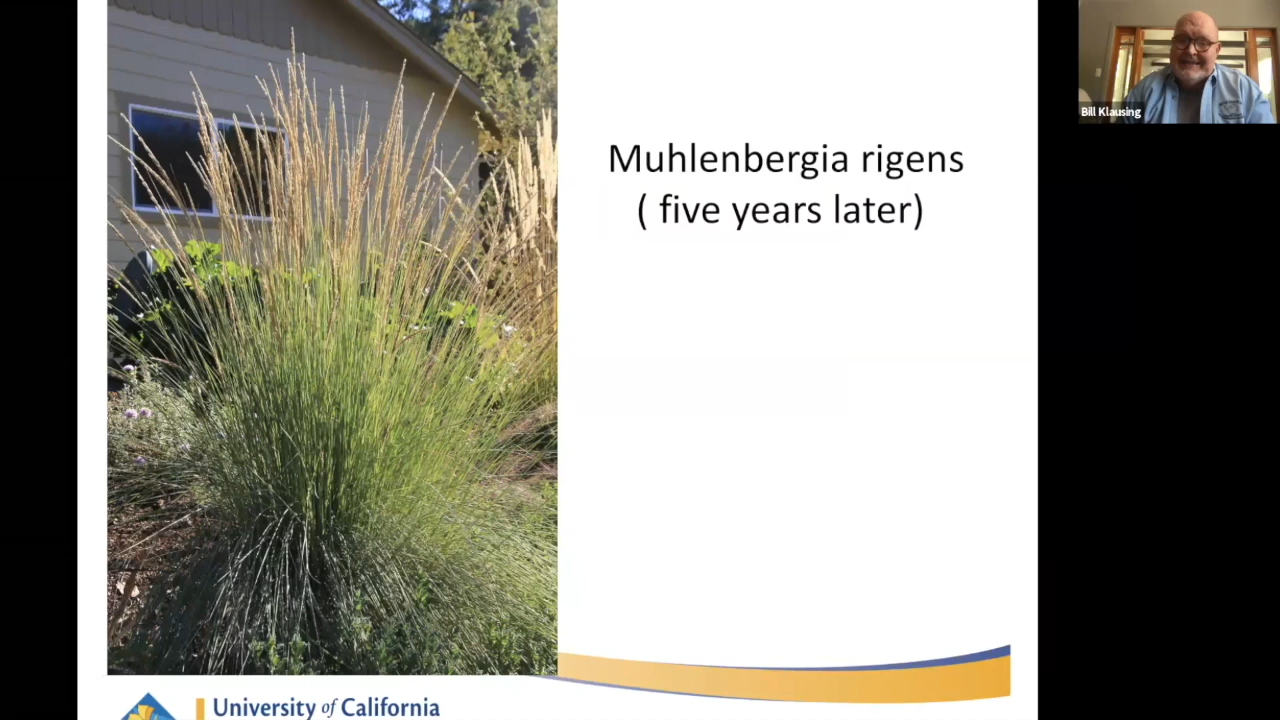 Muhlenbergia rigens
( five years later)
Bill Klausing
University of California